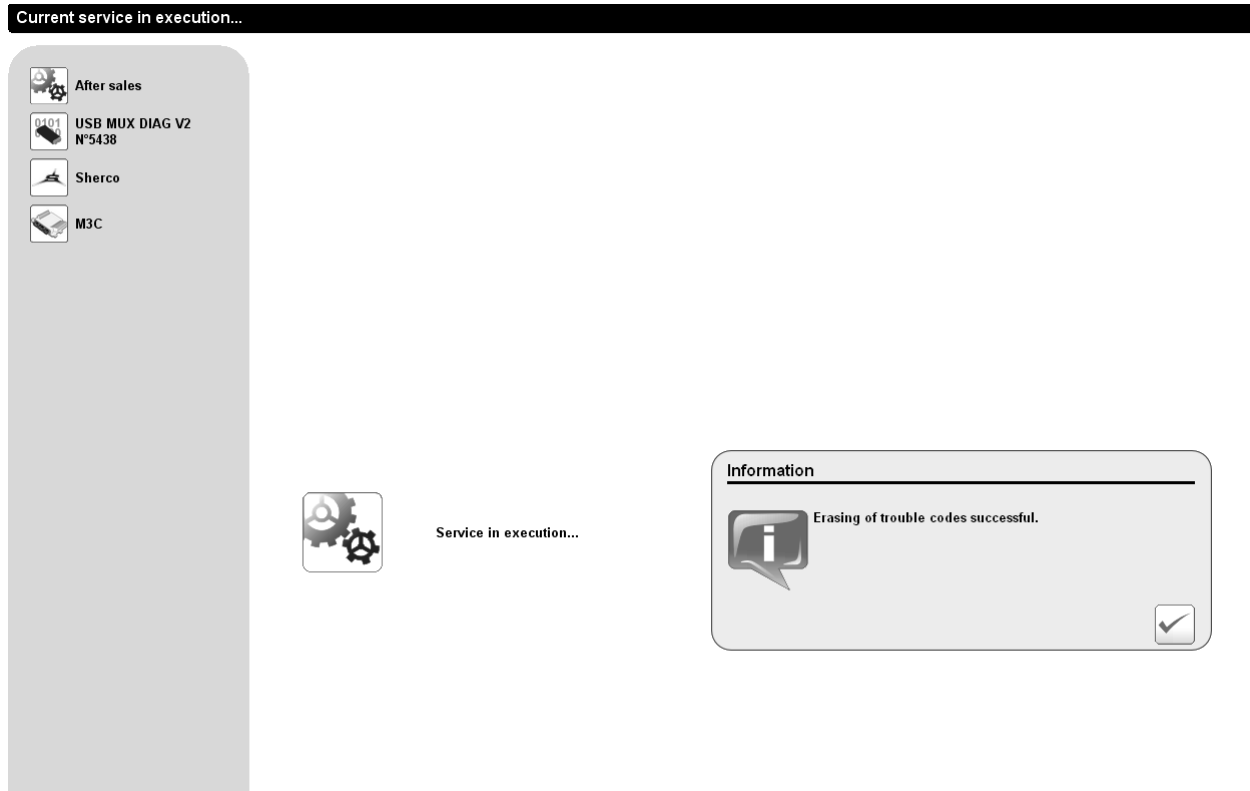 Current service in execution...
After sales
USB MUX DIAG V2
N°5438
Sherco
M3C
Service in execution...
Information
Erasing of trouble codes successful.